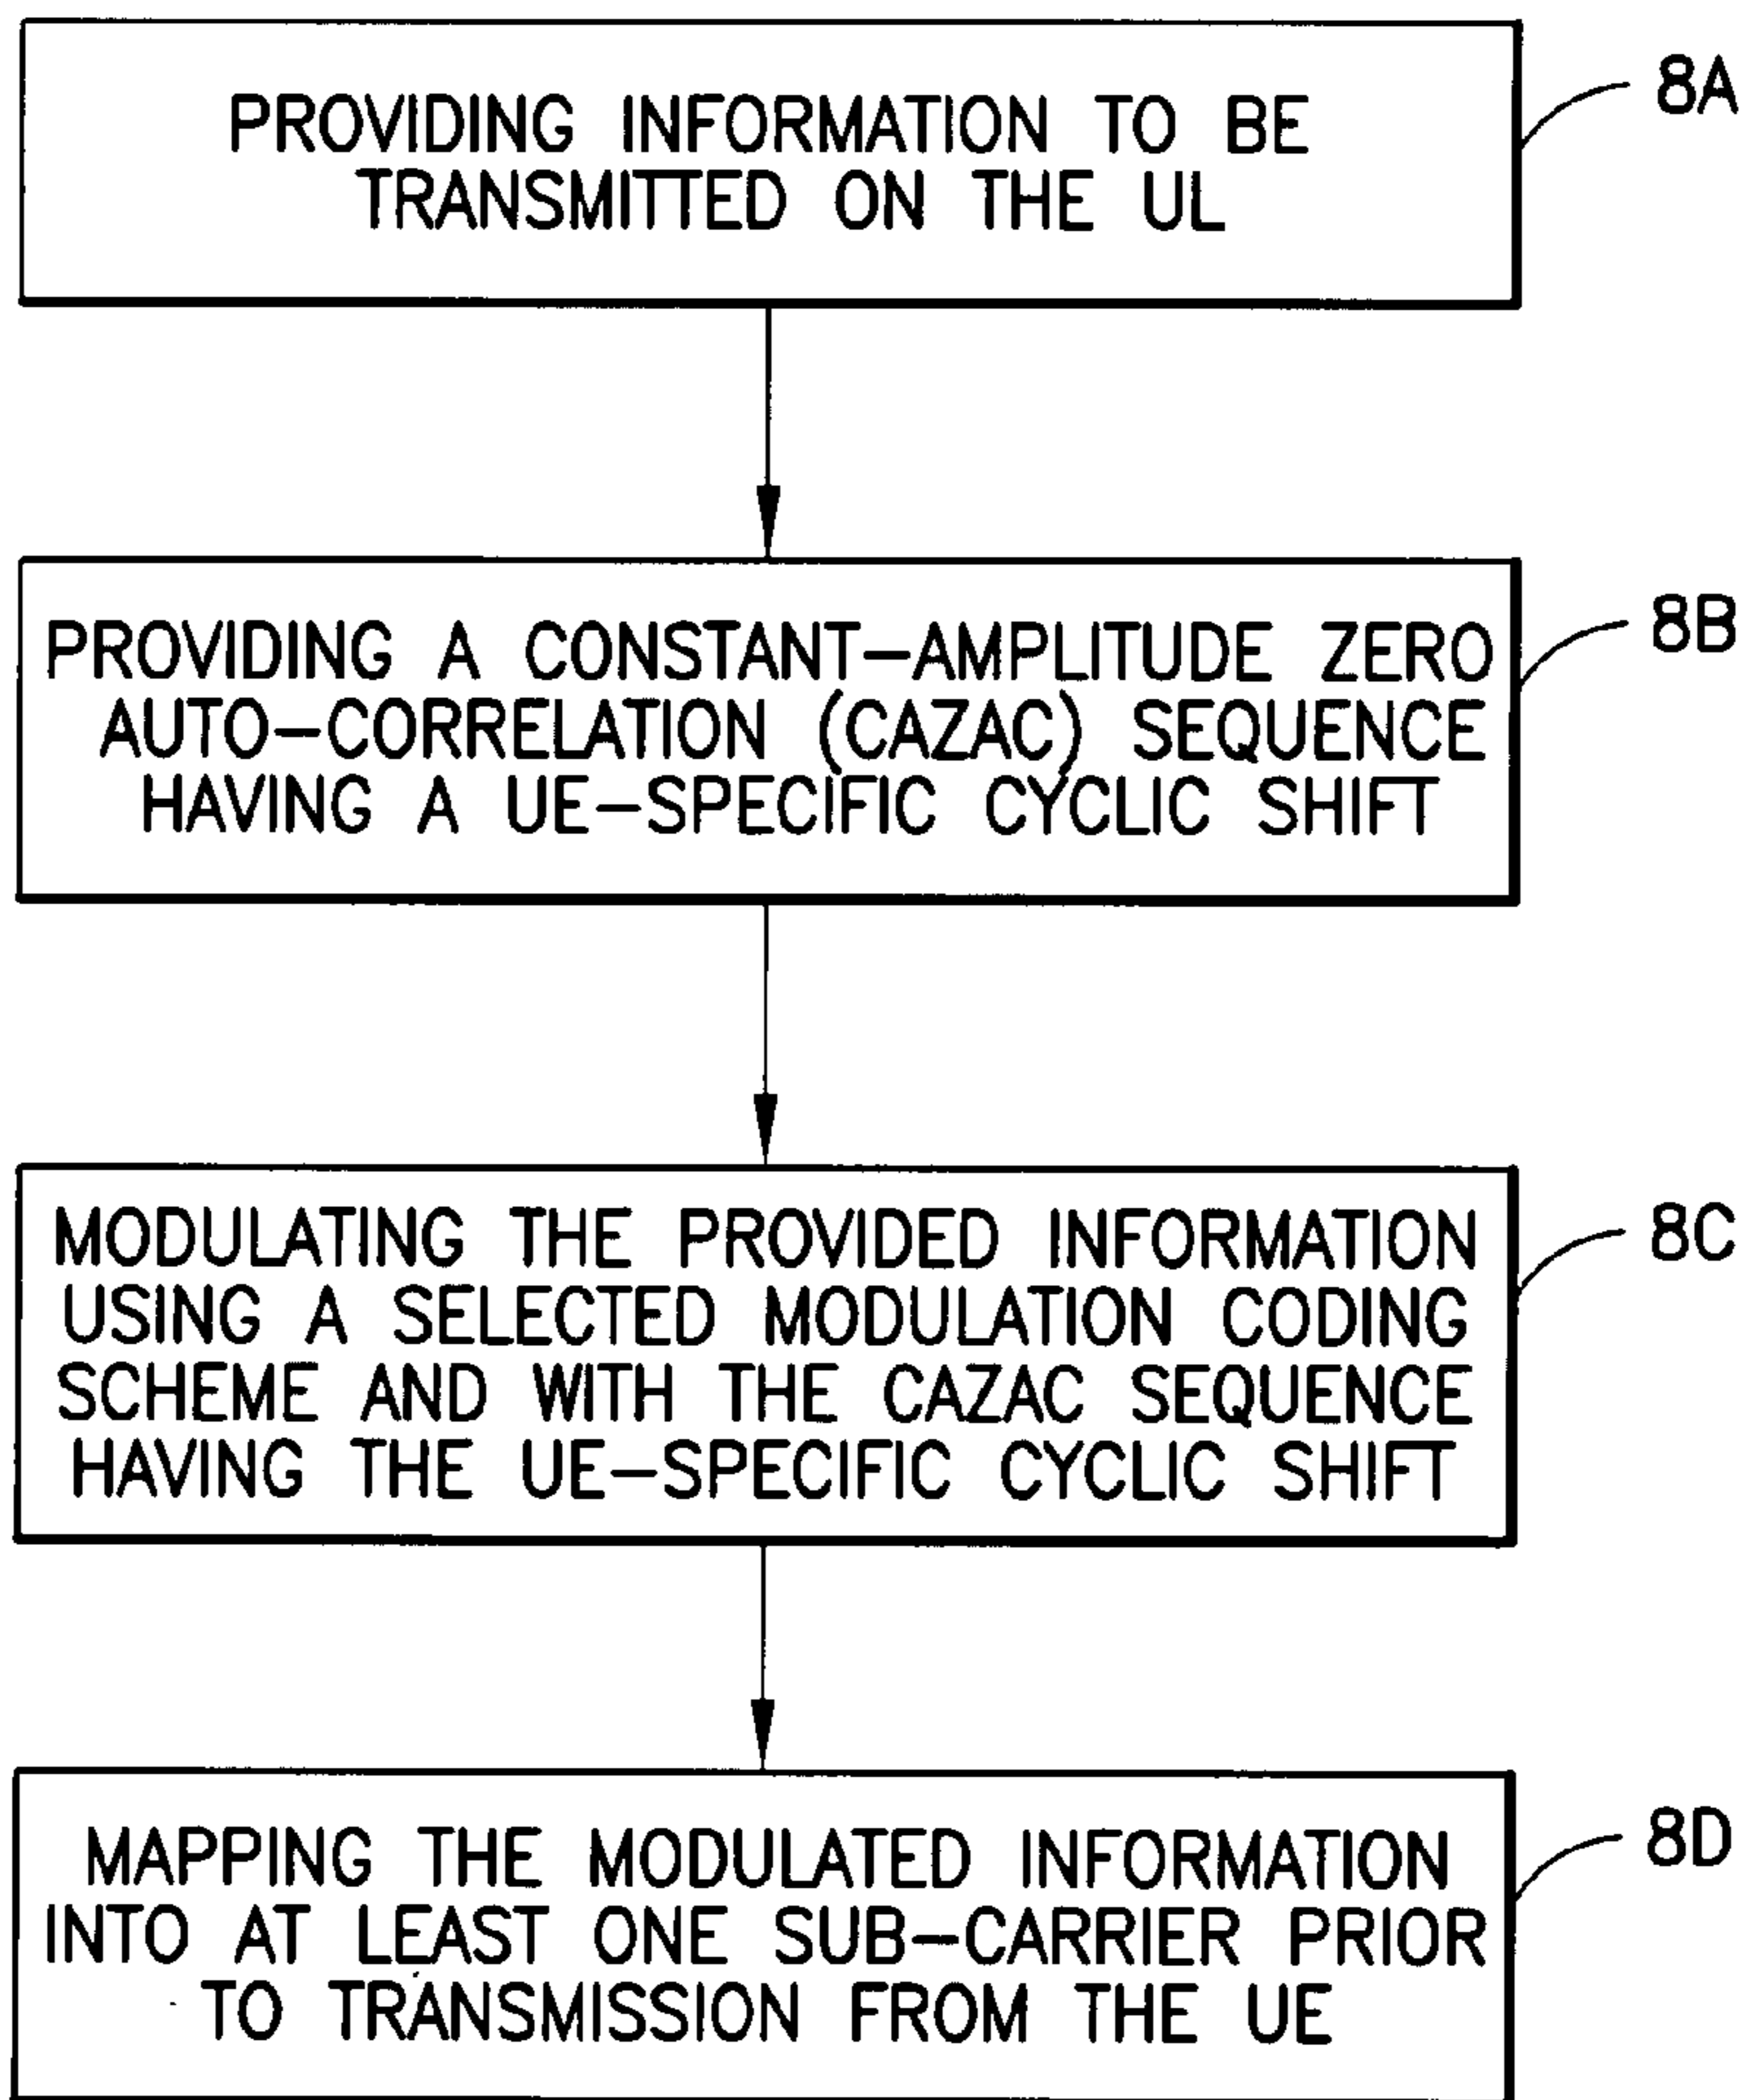 PROVIDING INFORMATION TO BE
TRANSMITTED ON THE UL
8A
PROVIDING A CONSTANT-AMPLITUDE ZERO
AUTO-CORRELATION (CAZAC) SEQUENCE
HAVING A UE-SPECIFIC CYCLIC SHIFT
8B
MODULATING THE PROVIDED INFORMATION
USING A SELECTED MODULATION CODING
SCHEME AND WITH THE CAZAC SEQUENCE
HAVING THE UE-SPECIFIC CYCLIC SHIFT
8C
MAPPING THE MODULATED INFORMATION
INTO AT LEAST ONE SUB-CARRIER PRIOR
TO TRANSMISSION FROM THE UE
8D